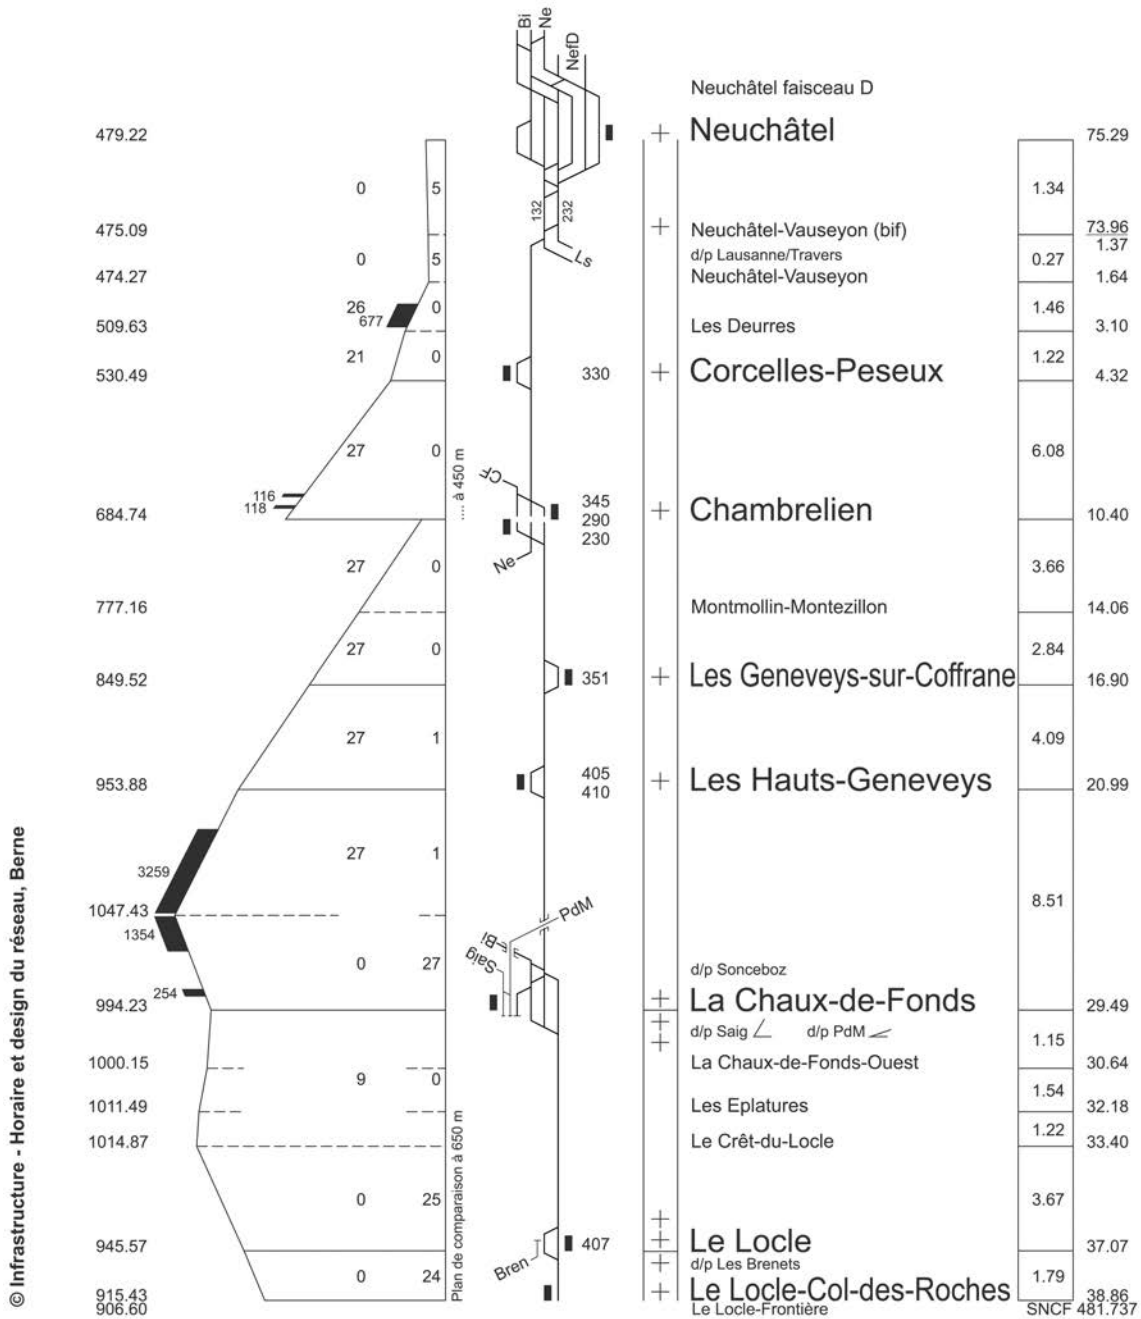 Bi
Ne
NefD
Neuchâtel faisceau D
479.22
Neuchâtel
75.29
0
5
1.34
132
232
475.09
Neuchâtel-Vauseyon (bif)
73.96
1.37
d/p Lausanne/Travers
0
5
Ls
0.27
474.27
Neuchâtel-Vauseyon
1.64
26
0
1.46
677
509.63
Les Deurres
3.10
21
0
1.22
530.49
330
Corcelles-Peseux
4.32
27
0
6.08
.... à 450 m
CF
116
118
345
290
230
684.74
Chambrelien
10.40
Ne
27
0
3.66
777.16
Montmollin-Montezillon
14.06
27
0
2.84
849.52
351
Les Geneveys-sur-Coffrane
16.90
27
1
4.09
953.88
405
410
Les Hauts-Geneveys
20.99
27
1
3259
8.51
1047.43
1354
PdM
Bi
Saig
0
27
d/p Sonceboz
254
994.23
La Chaux-de-Fonds
29.49
d/p Saig
d/p PdM
1.15
1000.15
La Chaux-de-Fonds-Ouest
30.64
9
0
1.54
1011.49
Les Eplatures
32.18
1.22
1014.87
Le Crêt-du-Locle
33.40
Plan de comparaison à 650 m
0
25
3.67
945.57
407
Le Locle
37.07
Bren
d/p Les Brenets
0
24
1.79
915.43
Le Locle-Col-des-Roches
38.86
906.60
Le Locle-Frontière
SNCF 481.737
© Infrastructure - Horaire et design du réseau, Berne